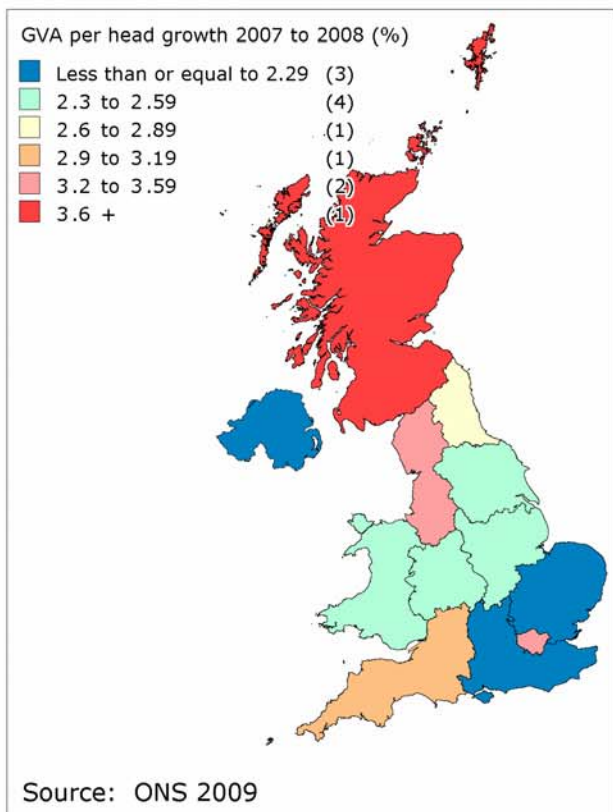 GVA per head growth 2007 to 2008 (%)
Less than or equal to 2.29 (3)
2.3 to 2.59 (4)
2.6 to 2.89 (1)
2.9 to 3.19 (1)
3.2 to 3.59 (2)
3.6 + (1)
Source: ONS 2009